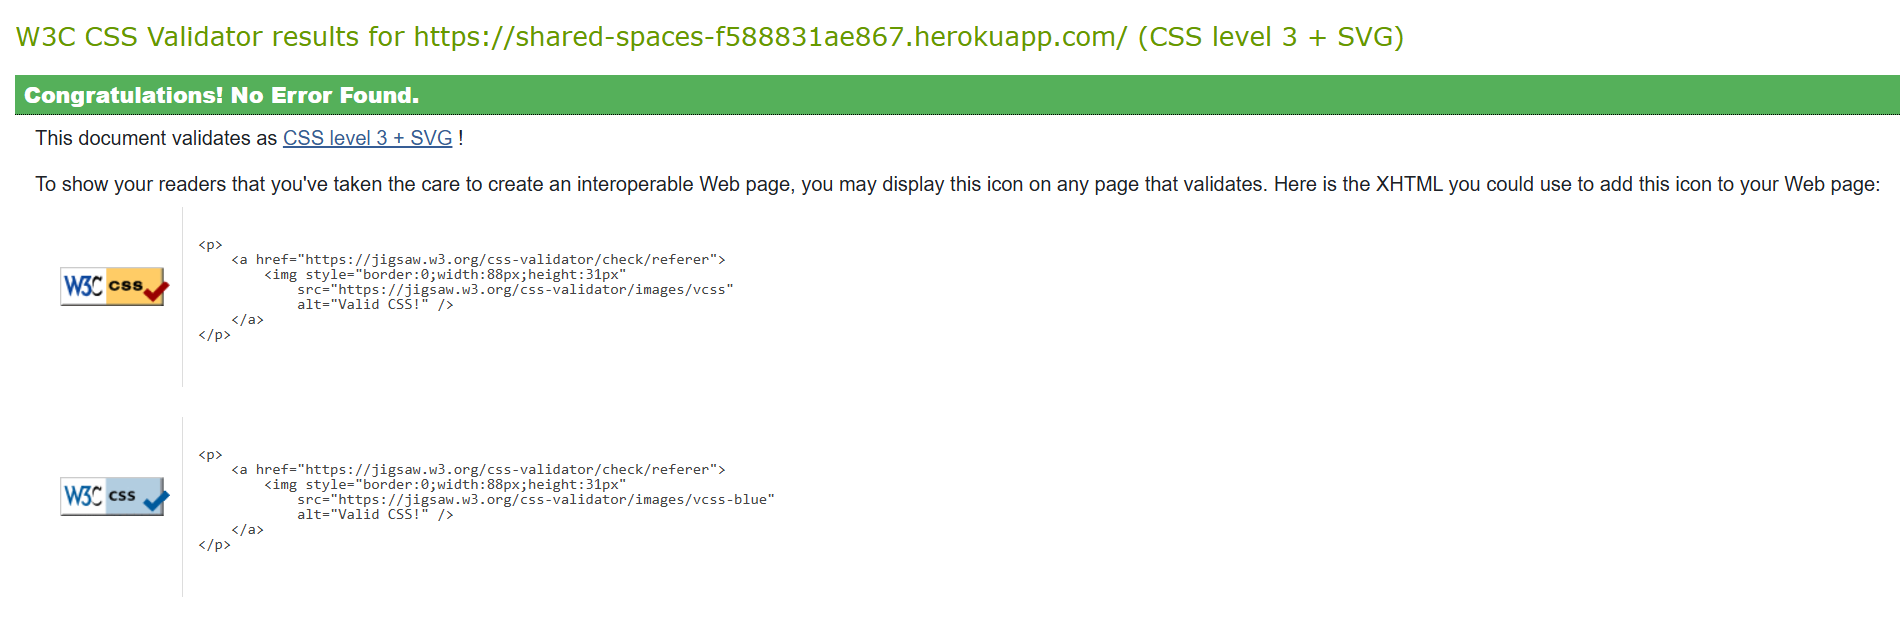 W3C CSS Validator results for https://shared-spaces-f588831ae867.herokuapp.com/ (CSS level 3 + SVG)
Congratulations! No Error Found.
This document validates as CSS level 3 + SVG !
To show your readers that you've taken the care to create an interoperable Web page, you may display this icon on any page that validates. Here is the XHTML you could use to add this icon to your Web page:
W3C css
<p>
    <a href="https://jigsaw.w3.org/css-validator/check/referer">
        <img style="border:0;width:88px;height:31px"
            src="https://jigsaw.w3.org/css-validator/images/vcss"
            alt="Valid CSS!" />
    </a>
</p>
W3C css
<p>
    <a href="https://jigsaw.w3.org/css-validator/check/referer">
        <img style="border:0;width:88px;height:31px"
            src="https://jigsaw.w3.org/css-validator/images/vcss-blue"
            alt="Valid CSS!" />
    </a>
</p>